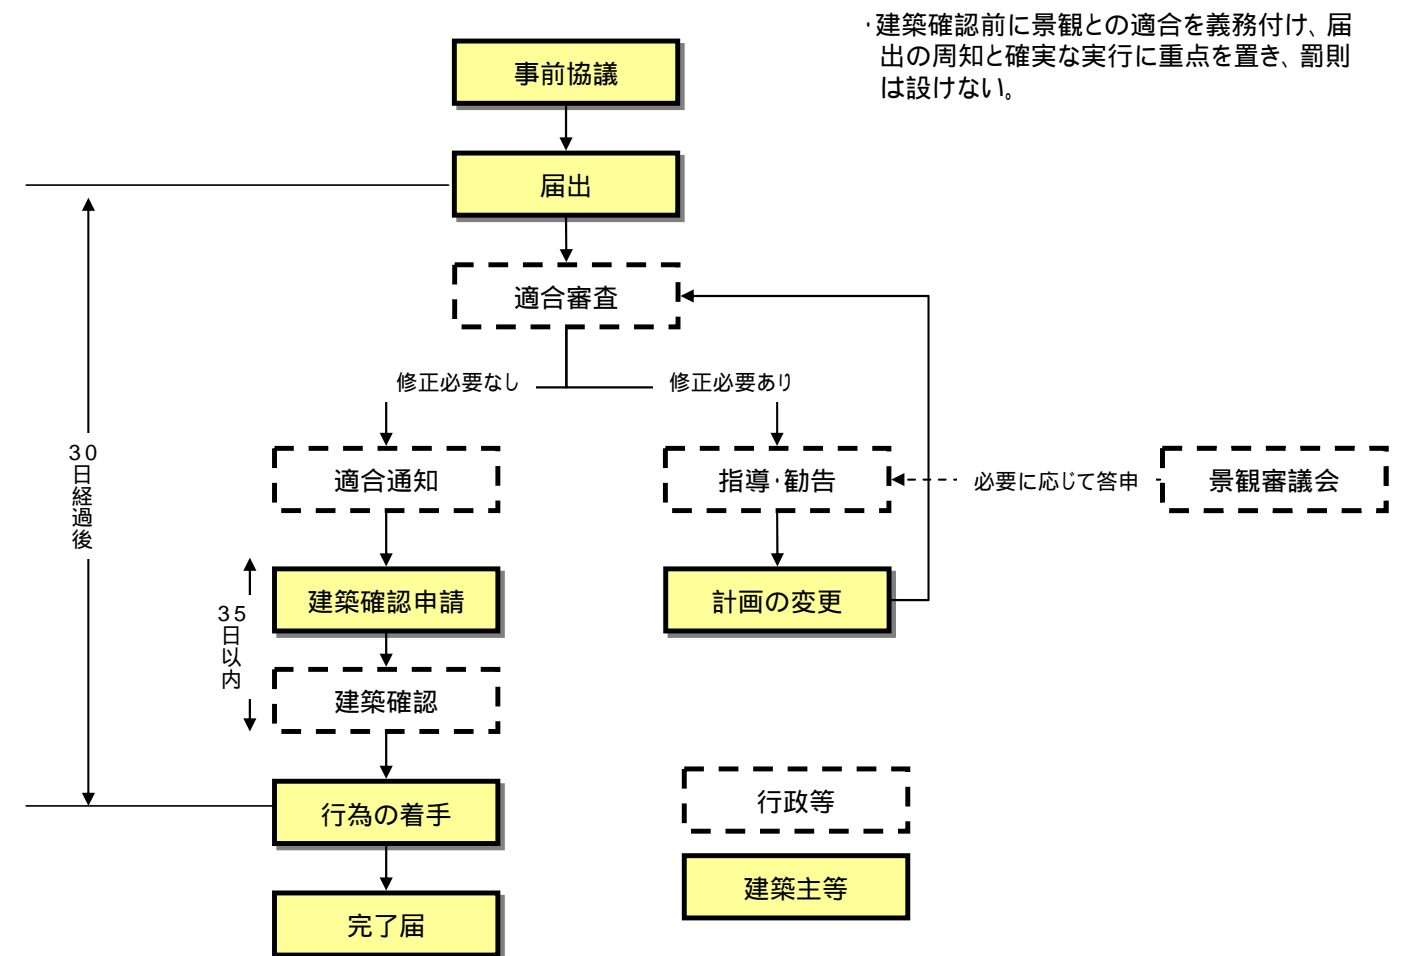 ・建築確認前に景観との適合を義務付け、届
出の周知と確実な実行に重点を置き、罰則
は設けない。
事前協議
届出
適合審査
修正必要なし
修正必要あり
適合通知
指導・勧告
必要に応じて答申
景観審議会
30日経過後
建築確認申請
計画の変更
35日以内
建築確認
行為の着手
行政等
建築主等
完了届